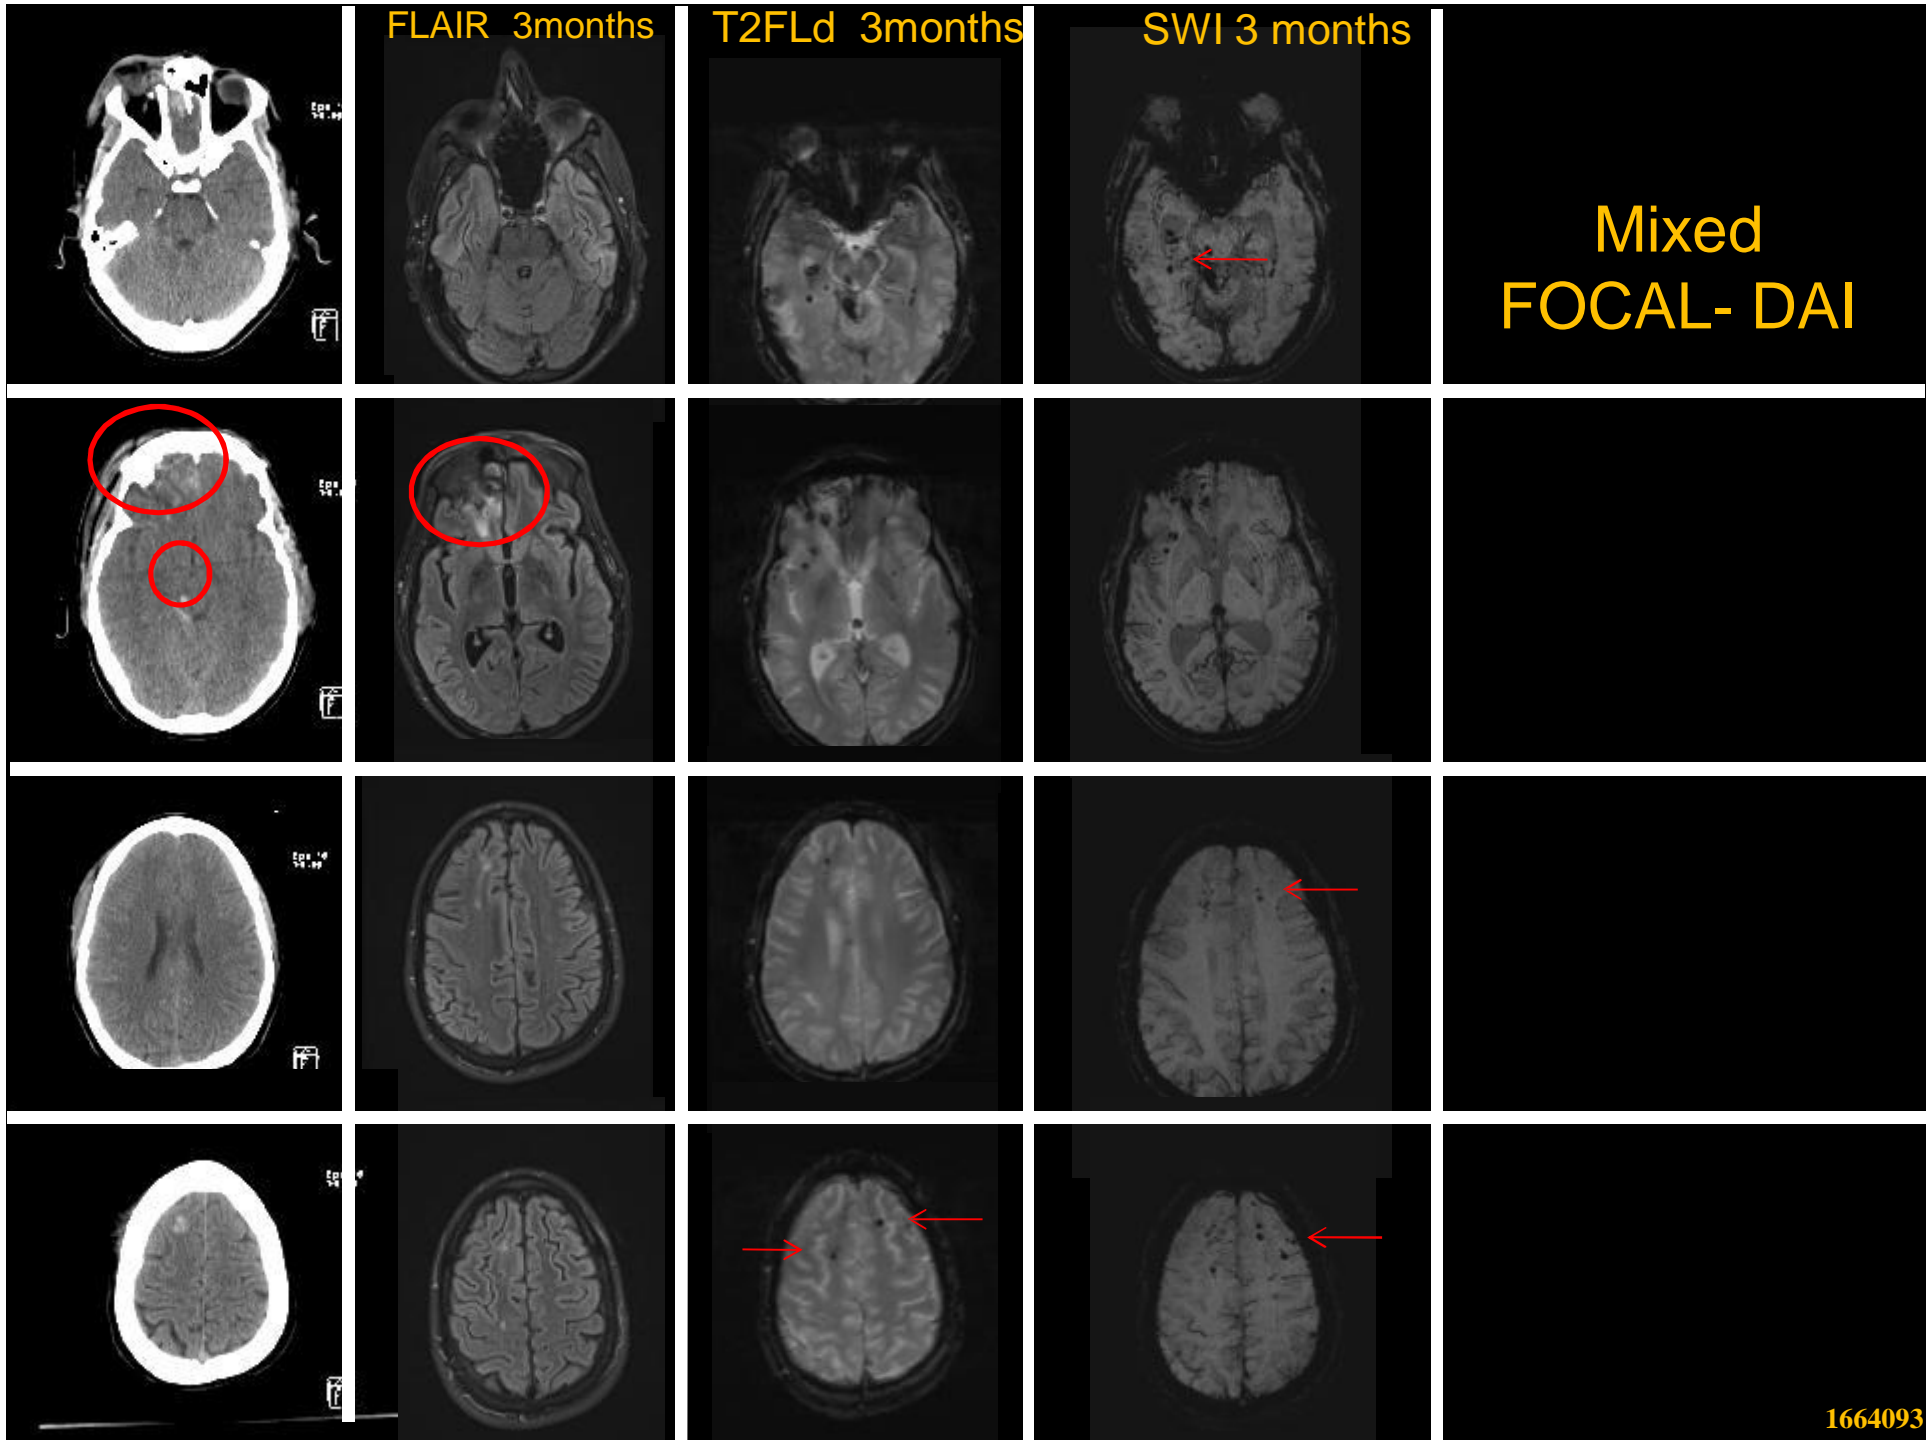 FLAIR 3months
T2FLd 3months
SWI 3 months
Mixed
FOCAL- DAI
1664093